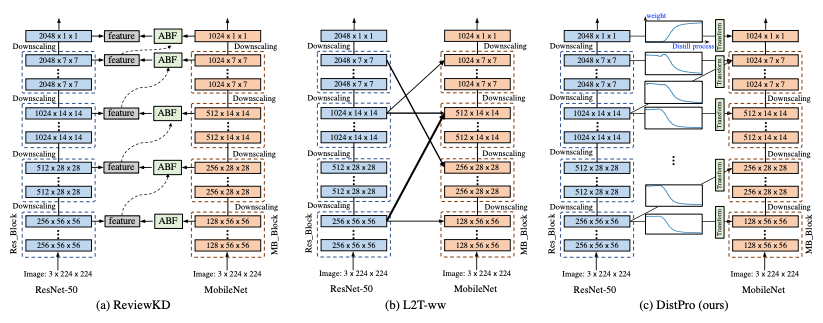 2048 x 1 x 1
feature
ABF
1024 x 1 x 1
Downscaling
Downscaling
2048 x 7 x 7
feature
ABF
1024 x 7 x 7
2048 x 7 x 7
1024 x 7 x 7
Downscaling
Downscaling
1024 x 14 x 14
feature
ABF
512 x 14 x 14
1024 x 14 x 14
512 x 14 x 14
Downscaling
Downscaling
512 x 28 x 28
feature
ABF
256 x 28 x 28
512 x 28 x 28
256 x 28 x 28
Downscaling
Downscaling
256 x 56 x 56
feature
ABF
128 x 56 x 56
256 x 56 x 56
128 x 56 x 56
Res_Block
MB_Block
Image: 3 x 224 x 224
Image: 3 x 224 x 224
ResNet-50
MobileNet
(a) ReviewKD
2048 x 1 x 1
1024 x 1 x 1
Downscaling
Downscaling
2048 x 7 x 7
1024 x 7 x 7
2048 x 7 x 7
1024 x 7 x 7
Downscaling
Downscaling
1024 x 14 x 14
512 x 14 x 14
1024 x 14 x 14
512 x 14 x 14
Downscaling
Downscaling
512 x 28 x 28
256 x 28 x 28
512 x 28 x 28
256 x 28 x 28
Downscaling
Downscaling
256 x 56 x 56
128 x 56 x 56
256 x 56 x 56
128 x 56 x 56
Res_Block
MB_Block
Image: 3 x 224 x 224
Image: 3 x 224 x 224
ResNet-50
MobileNet
(b) L2T-ww
weight
2048 x 1 x 1
Transform
1024 x 1 x 1
Distill process
Downscaling
Downscaling
2048 x 7 x 7
Transform
1024 x 7 x 7
2048 x 7 x 7
1024 x 7 x 7
Downscaling
Downscaling
1024 x 14 x 14
Transform
512 x 14 x 14
1024 x 14 x 14
512 x 14 x 14
Downscaling
Downscaling
512 x 28 x 28
Transform
256 x 28 x 28
512 x 28 x 28
256 x 28 x 28
Downscaling
Downscaling
256 x 56 x 56
Transform
128 x 56 x 56
256 x 56 x 56
128 x 56 x 56
Res_Block
MB_Block
Image: 3 x 224 x 224
Image: 3 x 224 x 224
ResNet-50
MobileNet
(c) DistPro (ours)